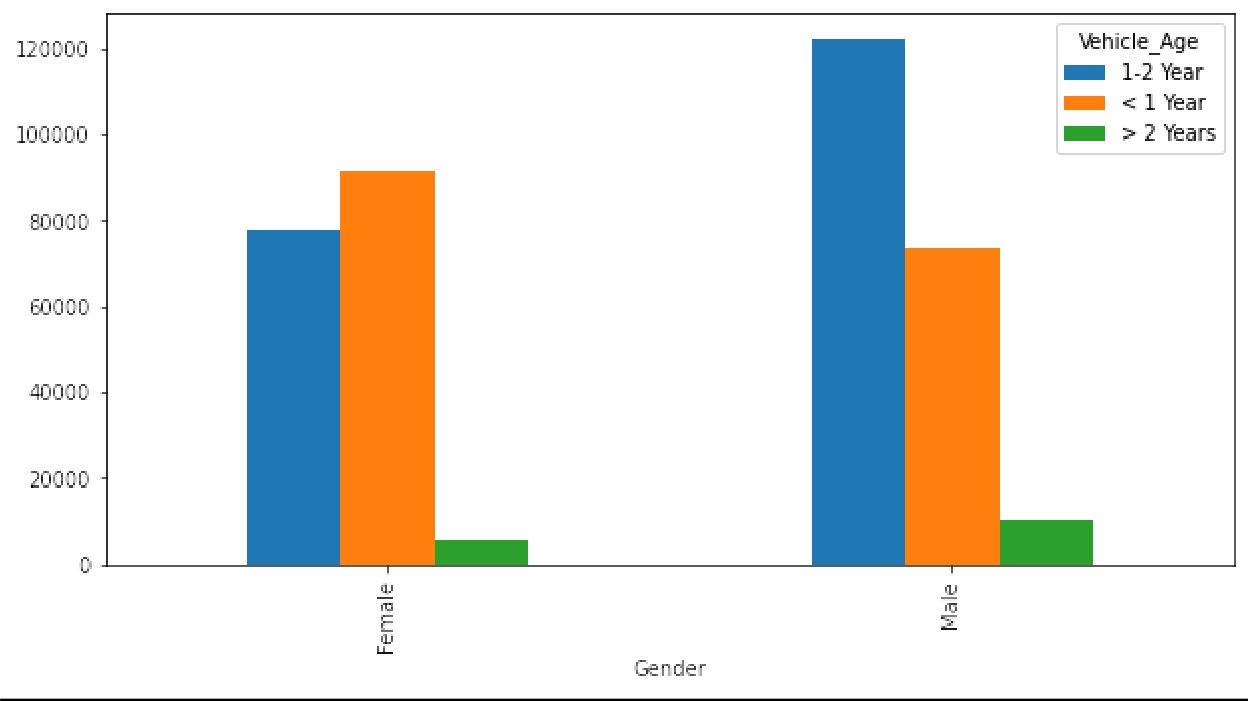 120000
100000
80000
60000
40000
20000
0
Vehicle_Age
1-2 Year
< 1 Year
> 2 Years
Female
Male
Gender